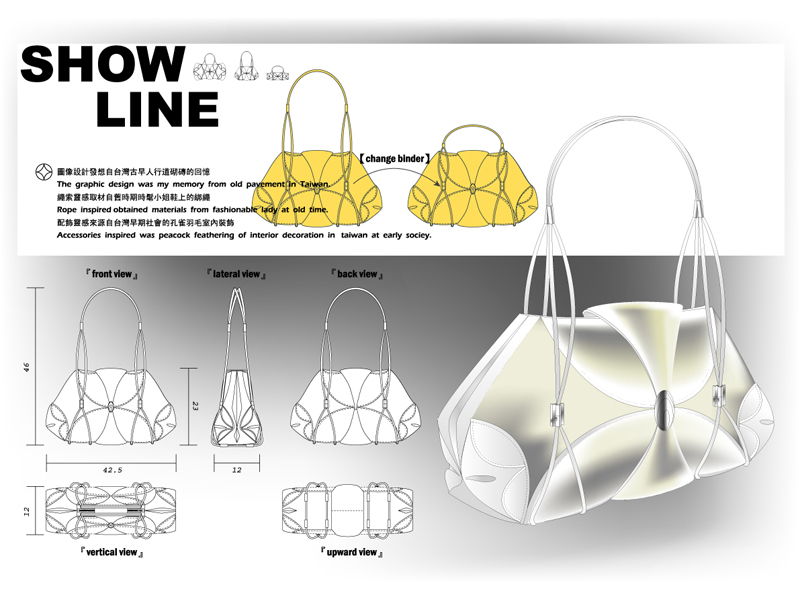 SHOW
LINE
【change binder】
圖像設計發想自台灣古早人行道砌磚的回憶
The graphic design was my memory from old pavement in Taiwan.
繩索靈感取材自舊時期時髦小姐鞋上的綁繩
Rope inspired obtained materials from fashionable lady at old time.
配飾靈感來源自台灣早期社會的孔雀羽毛室內裝飾
Accessories inspired was peacock feathering of interior decoration in taiwan at early sociey.
『front view』
『lateral view』
『back view』
46
23
42.5
12
12
『vertical view』
『upward view』